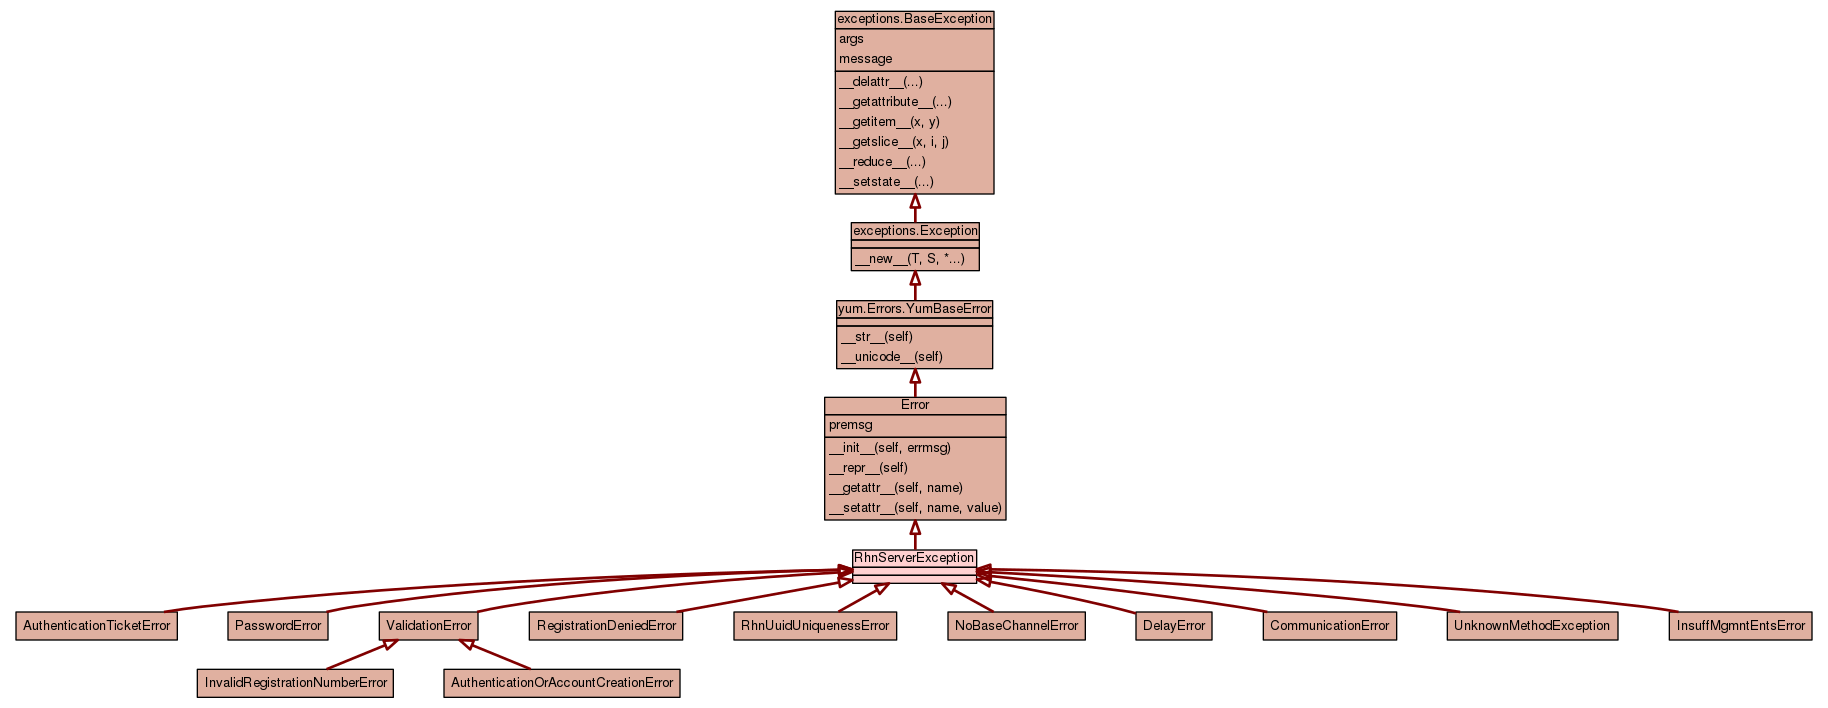 exceptions.BaseException
args
message
__delattr__(...)
__getattribute__(...)
__getitem__(x, y)
__getslice__(x, i, j)
__reduce__(...)
__setstate__(...)
exceptions.Exception
__new__(T, S, *...)
yum.Errors.YumBaseError
__str__(self)
__unicode__(self)
Error
premsg
__init__(self, errmsg)
__repr__(self)
__getattr__(self, name)
__setattr__(self, name, value)
RhnServerException
AuthenticationTicketError
PasswordError
ValidationError
RegistrationDeniedError
RhnUuidUniquenessError
NoBaseChannelError
DelayError
CommunicationError
UnknownMethodException
InsuffMgmntEntsError
InvalidRegistrationNumberError
AuthenticationOrAccountCreationError